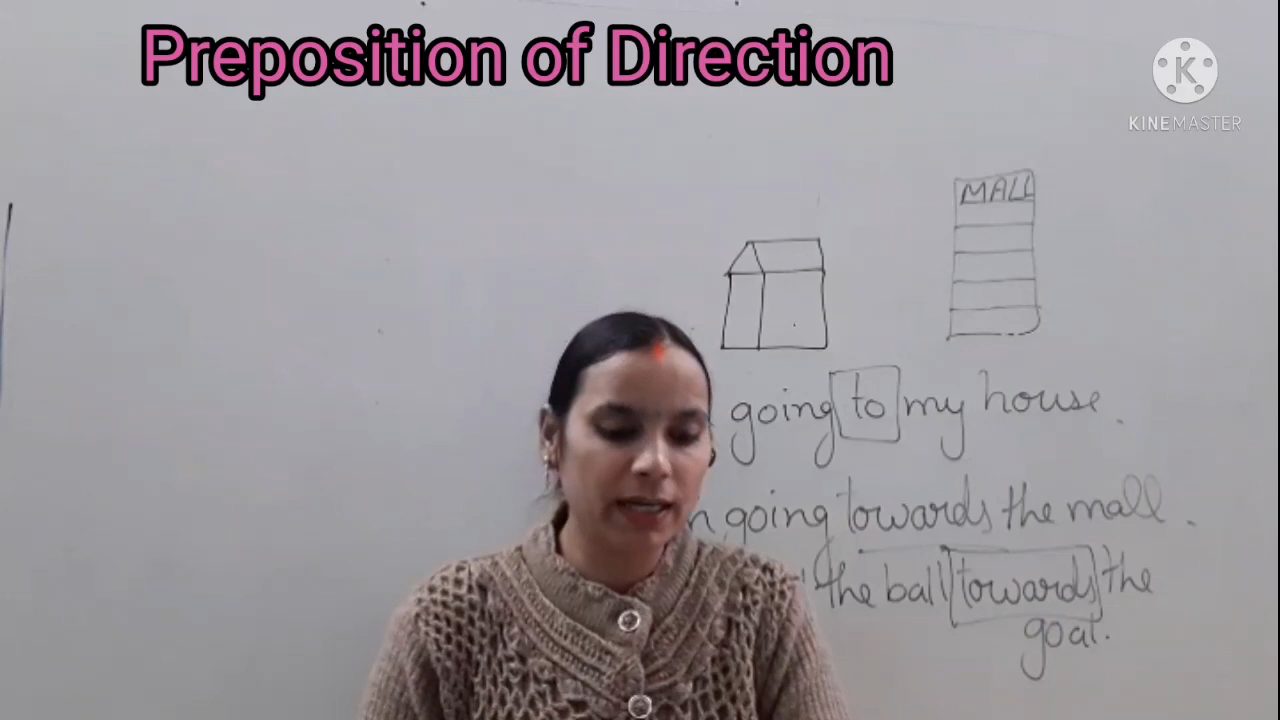 Preposition of Direction
KINEMASTER
MALL
going to my house.
going towards the mall.
the ball towards the
goal.